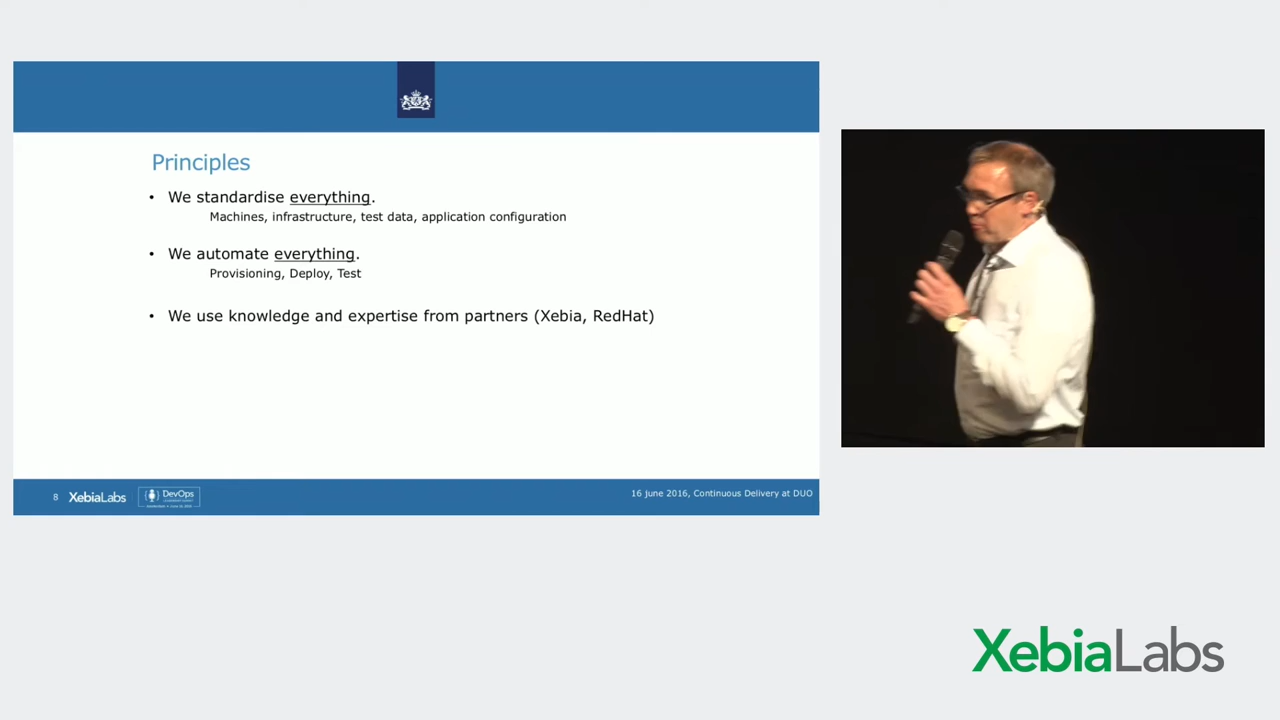 Principles
• We standardise everything.
Machines, infrastructure, test data, application configuration
• We automate everything.
Provisioning, Deploy, Test
• We use knowledge and expertise from partners (Xebia, RedHat)
8 XebiaLabs DevOps
16 june 2016, Continuous Delivery at DUO
XebiaLabs